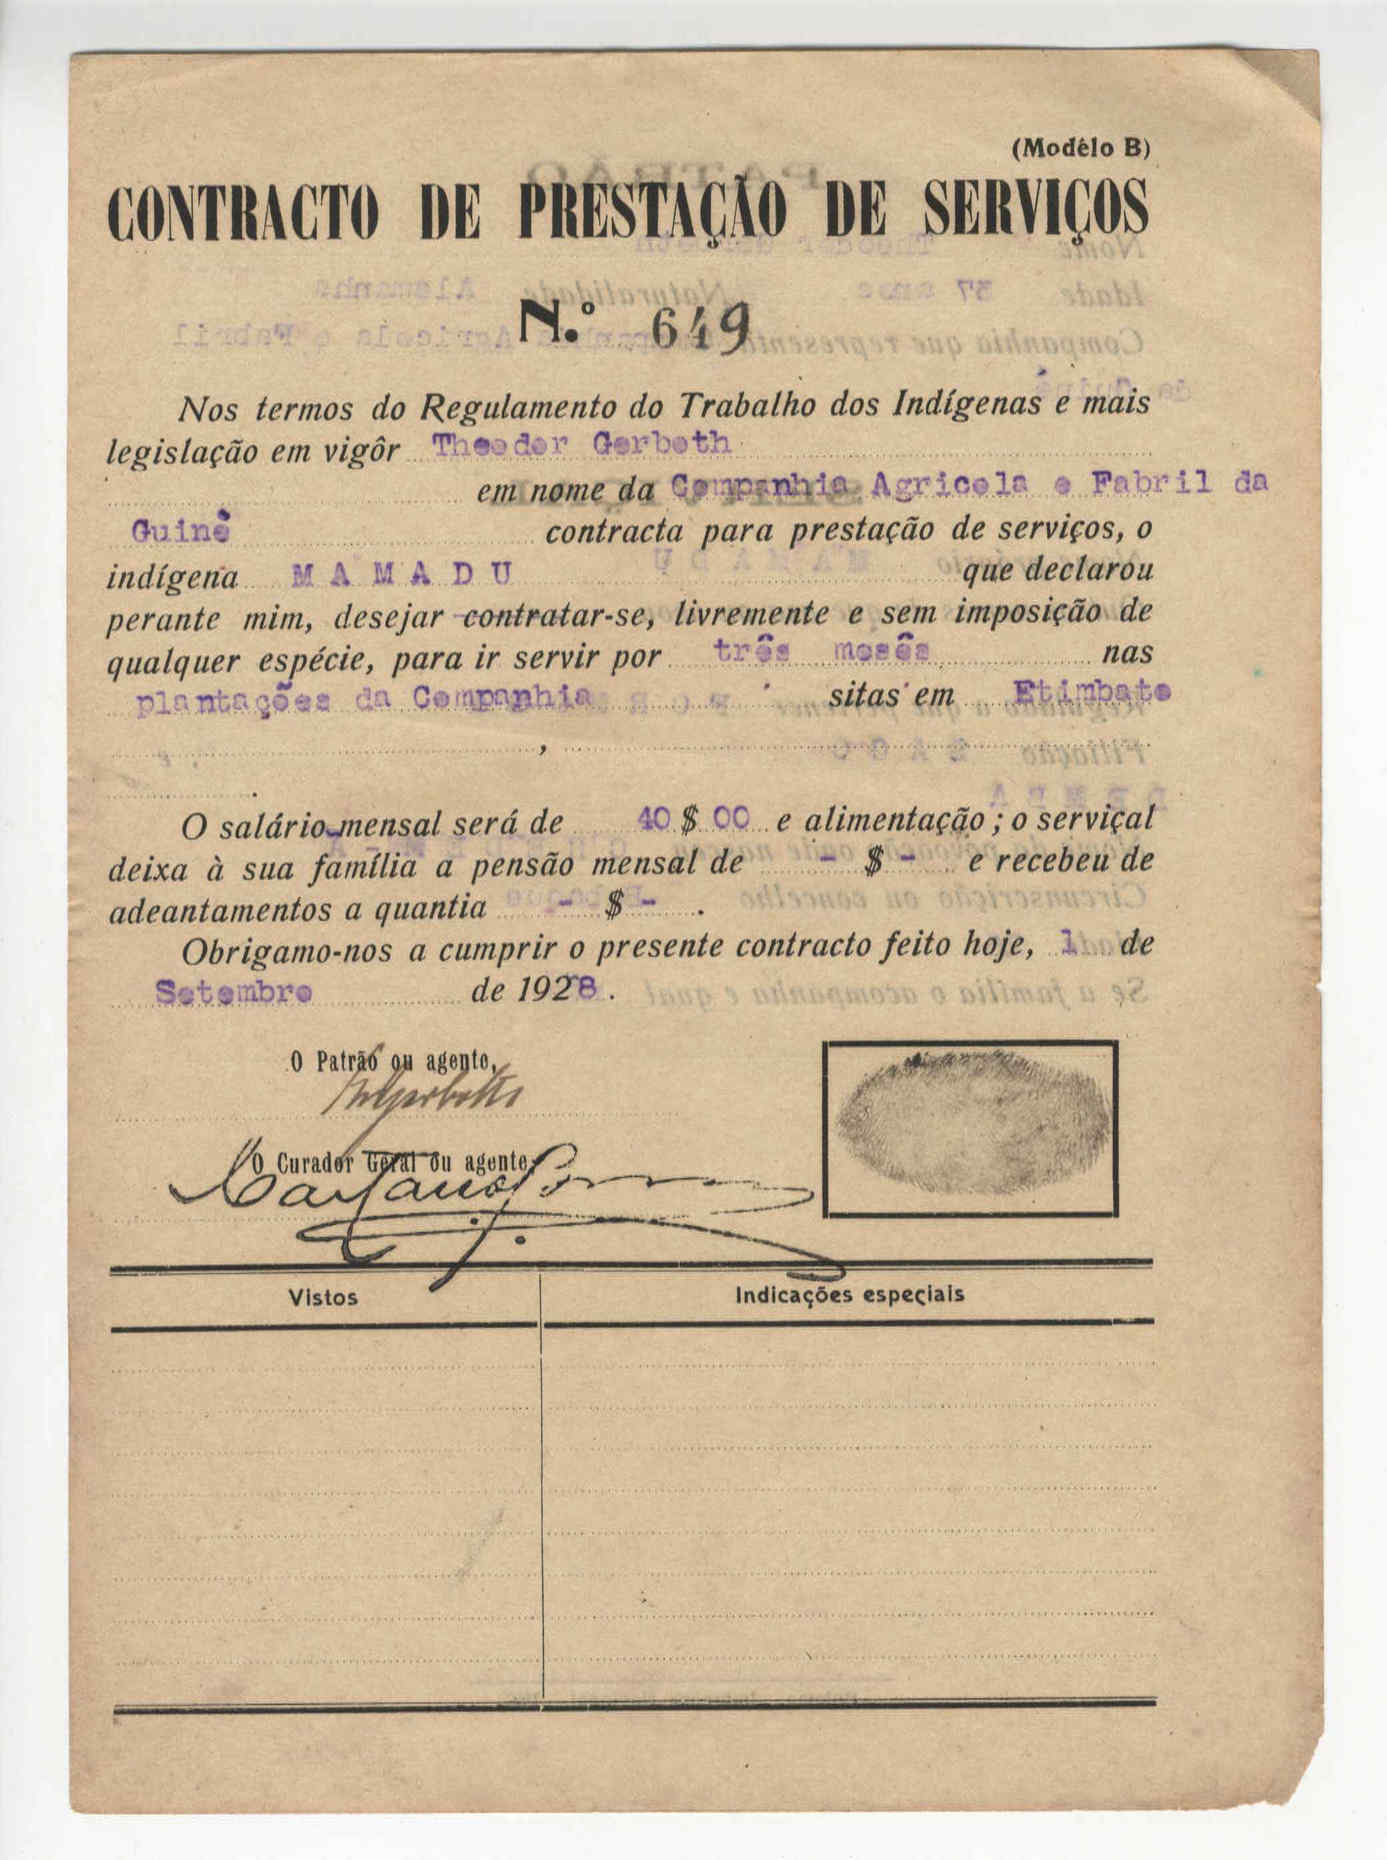 (Modêlo B)
CONTRACTO DE PRESTAÇÃO DE SERVIÇOS
N.º 649
Nos termos do Regulamento do Trabalho dos Indígenas e mais
legislação em vigôr Theodor Gerboth
em nome da Companhia Agricola e Fabril da
Guinè contracta para prestação de serviços, o
indígena M A M A D U que declarou
perante mim, desejar contratar-se, livremente e sem imposição de
qualquer espécie, para ir servir por três mesês nas
plantações da Companhia sitas em Etimbato
,
.
O salário mensal será de 40 $ 00 e alimentação; o serviçal
deixa à sua família a pensão mensal de - $ - e recebeu de
adeantamentos a quantia - $ - .
Obrigamo-nos a cumprir o presente contracto feito hoje, 1 de
Setembro de 1928.
O Patrão ou agente,
O Curador Geral ou agente,
Vistos
Indicações especiais